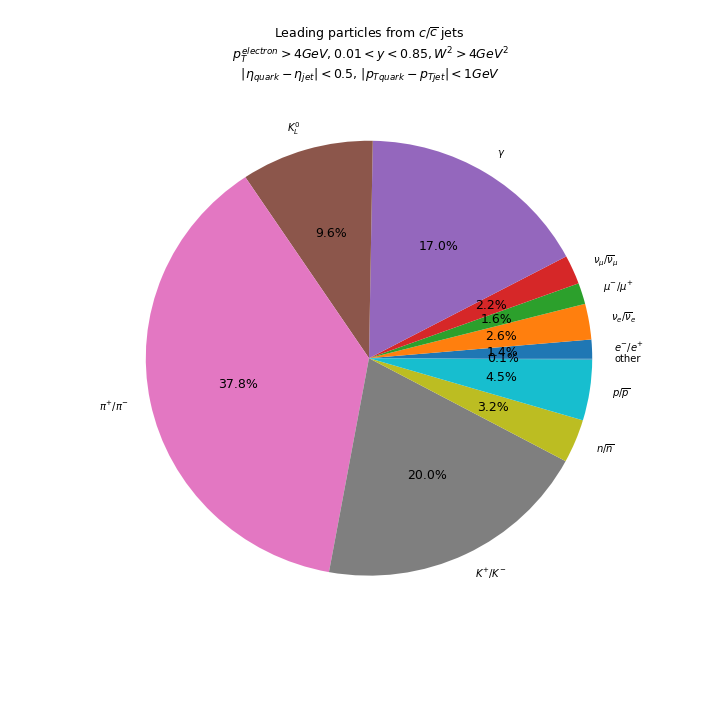 Leading particles from c/c̅ jets
p_T^electron > 4GeV, 0.01 < y < 0.85, W² > 4GeV²
|η_quark − η_jet| < 0.5, |p_Tquark − p_Tjet| < 1GeV
K_L^0
γ
9.6%
17.0%
ν_μ/ν̅_μ
μ⁻/μ⁺
2.2%
1.6%
ν_e/ν̅_e
2.6%
e⁻/e⁺
1.4%
0.1%
other
4.5%
37.8%
p/p̅
π⁺/π⁻
3.2%
n/n̅
20.0%
K⁺/K⁻